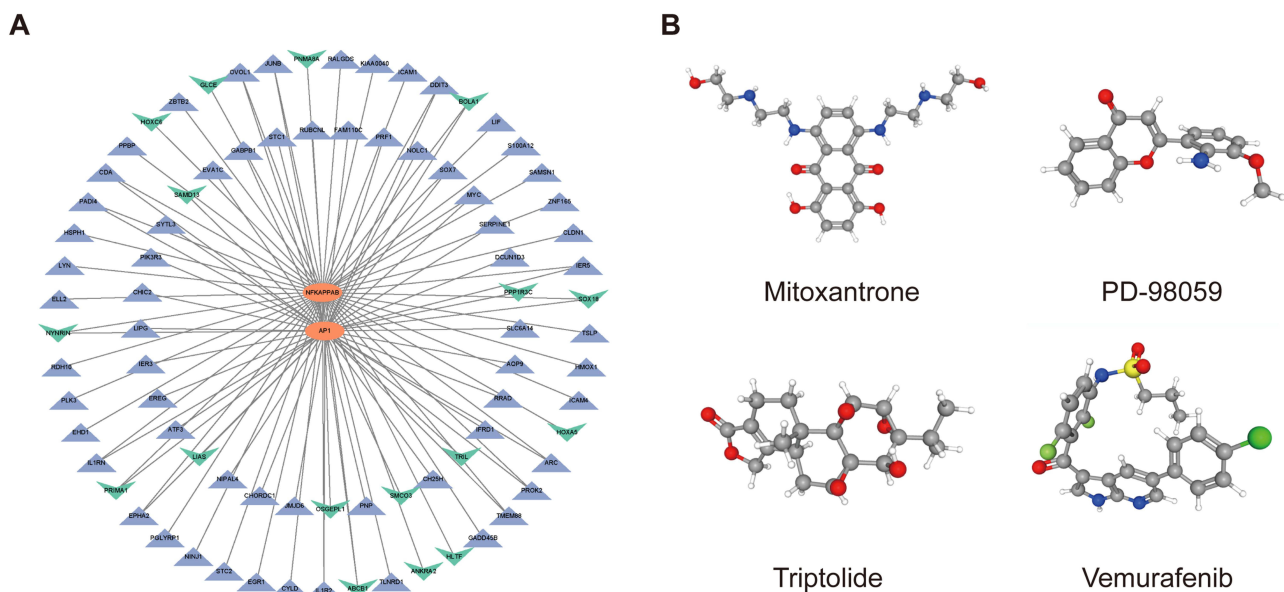 A
B
PNMA8A
RALGDS
KIAA0040
JUNB
OVOL1
ICAM1
GLCE
DDIT3
ZBTB2
BOLA1
HOXC6
LIF
RUBCNL
FAM110C
STC1
PRF1
GABPB1
NOLC1
PPBP
S100A12
CDA
EVA1C
SOX7
SAMSN1
SAMD13
MYC
PADI4
ZNF165
SYTL3
SERPINE1
HSPH1
CLDN1
PIK3R3
DCUN1D3
LYN
IER5
CHIC2
NFKAPPAB
PPP1R3C
ELL2
SOX18
NYNRIN
LIPG
AP1
SLC6A14
TSLP
RDH10
IER3
AQP9
HMOX1
PLK3
EREG
RRAD
ICAM4
EHD1
ATF3
IFRD1
HOXA5
IL1RN
LIAS
TRIL
ARC
PRIMA1
NIPAL4
CH25H
PROK2
CHORDC1
JMJD6
OSGEPL1
PNP
SMCO3
EPHA2
TMEM88
PGLYRP1
GADD45B
NINJ1
HLTF
STC2
ANKRA2
EGR1
CYLD
IL1R2
ABCB1
TLNRD1
Mitoxantrone
PD-98059
Triptolide
Vemurafenib